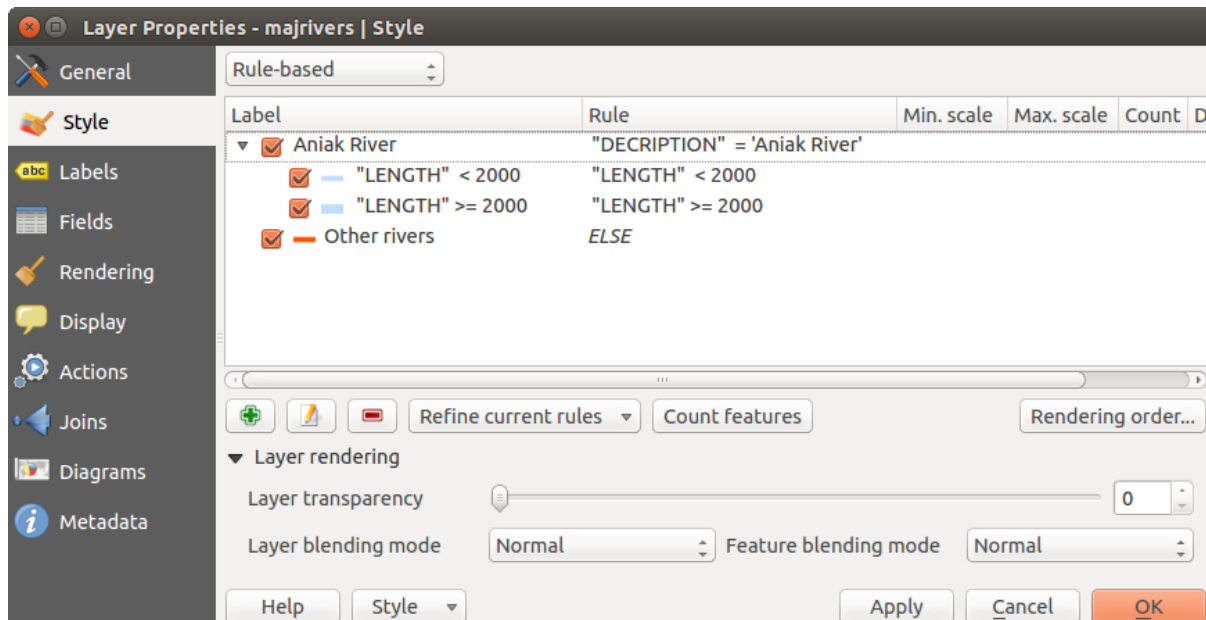 Layer Properties - majrivers | Style
General
Style
Labels
Fields
Rendering
Display
Actions
Joins
Diagrams
Metadata
abc
Rule-based
Label Rule Min. scale Max. scale Count D
Aniak River "DECRIPTION" = 'Aniak River'
"LENGTH" < 2000 "LENGTH" < 2000
"LENGTH" >= 2000 "LENGTH" >= 2000
Other rivers ELSE
Refine current rules Count features Rendering order...
Layer rendering
Layer transparency 0
Layer blending mode Normal Feature blending mode Normal
Help Style Apply Cancel OK